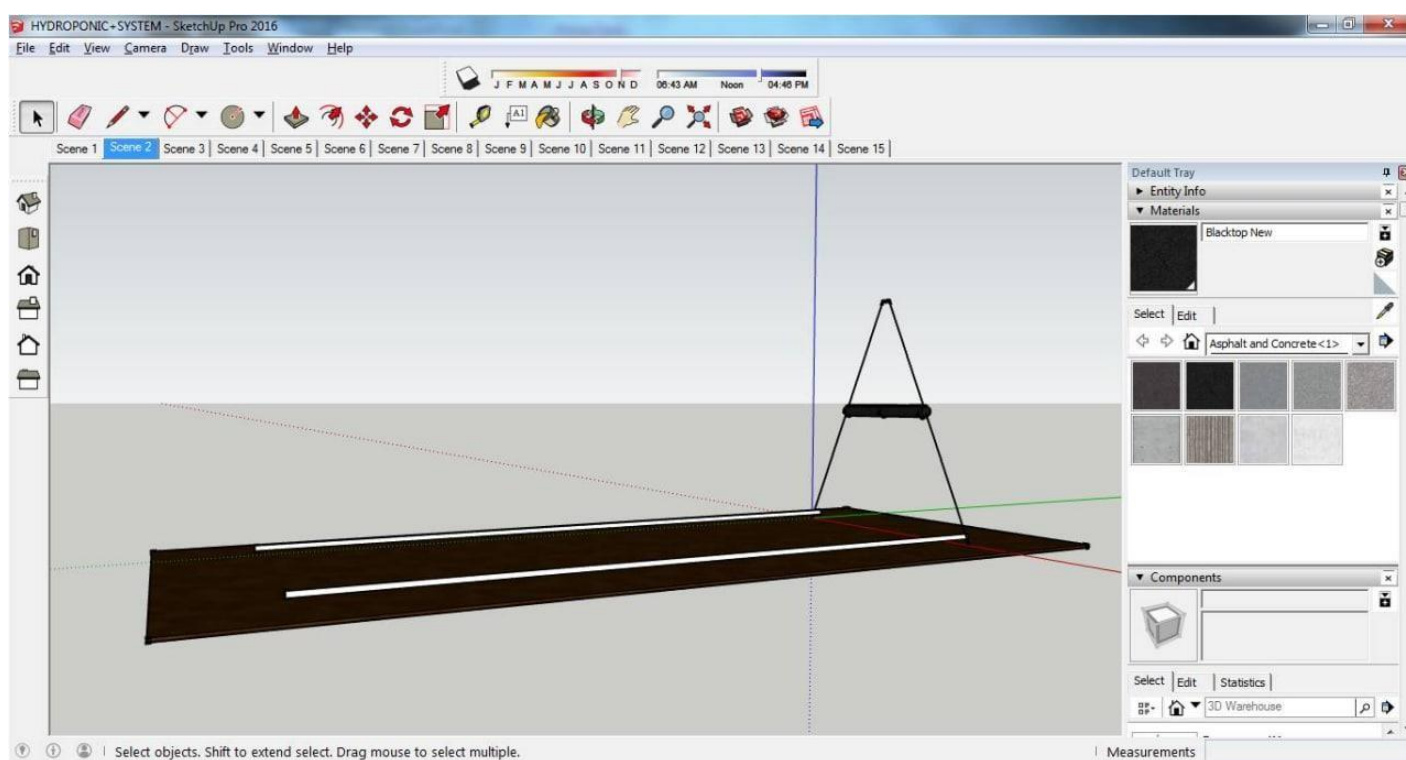 HYDROPONIC+SYSTEM - SketchUp Pro 2016
File Edit View Camera Draw Tools Window Help
J F M A M J J A S O N D 06:43 AM Noon 04:46 PM
A1
Scene 1 Scene 2 Scene 3 Scene 4 Scene 5 Scene 6 Scene 7 Scene 8 Scene 9 Scene 10 Scene 11 Scene 12 Scene 13 Scene 14 Scene 15
Default Tray
Entity Info
Materials
Blacktop New
Select Edit
Asphalt and Concrete<1>
Components
Select Edit Statistics
3D Warehouse
Select objects. Shift to extend select. Drag mouse to select multiple.
Measurements